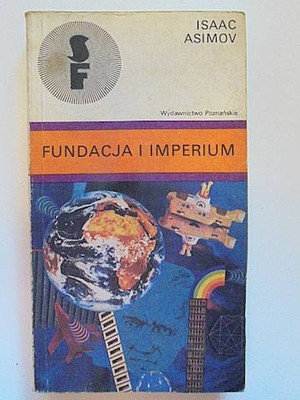 ISAAC
ASIMOV
SF
Wydawnictwo Poznańskie
FUNDACJA I IMPERIUM